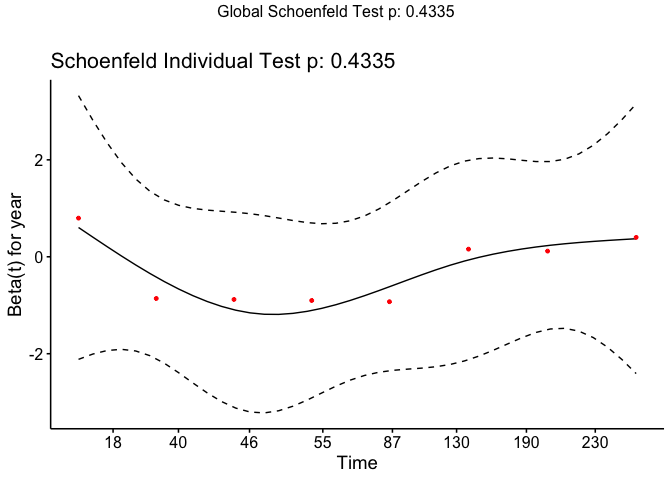 Global Schoenfeld Test p: 0.4335
Schoenfeld Individual Test p: 0.4335
Beta(t) for year
2
0
-2
18 40 46 55 87 130 190 230
Time